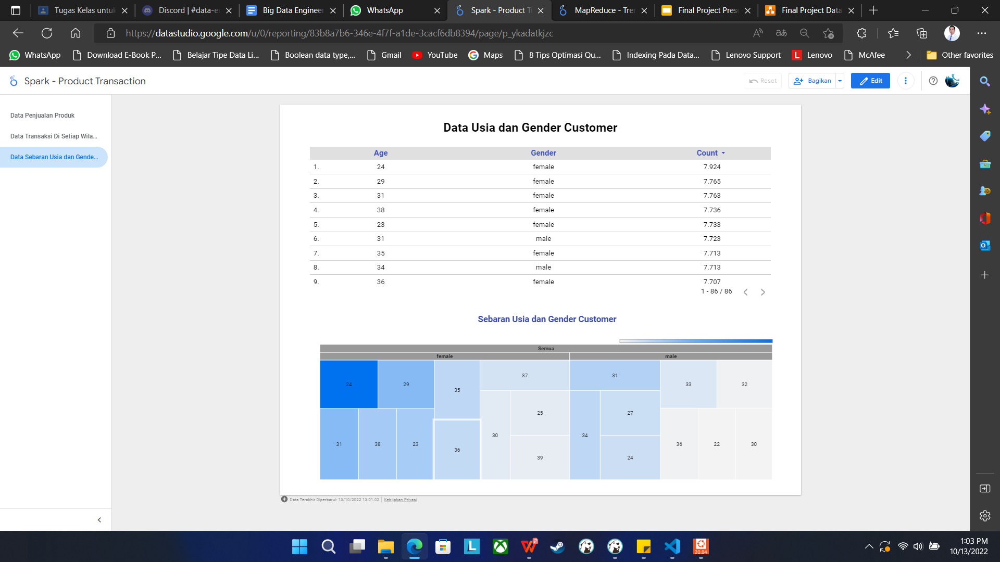 Tugas Kelas untuk
Discord | #data-en
Big Data Engineer
WhatsApp
Spark - Product Tr
MapReduce - Tren
Final Project Prese
Final Project Data
https://datastudio.google.com/u/0/reporting/83b8a7b6-346e-4f7f-a1de-3cacf6db8394/page/p_ykadatkjzc
WhatsApp
Download E-Book P...
Belajar Tipe Data Li...
Boolean data type,...
Gmail
YouTube
Maps
8 Tips Optimasi Qu...
Indexing Pada Data...
Lenovo Support
L Lenovo
McAfee
Other favorites
Spark - Product Transaction
Reset
Bagikan
Edit
Data Penjualan Produk
Data Transaksi Di Setiap Wila...
Data Sebaran Usia dan Gende...
Data Usia dan Gender Customer
Age Gender Count
1. 24 female 7.924
2. 29 female 7.765
3. 31 female 7.763
4. 38 female 7.736
5. 23 female 7.733
6. 31 male 7.723
7. 35 female 7.713
8. 34 male 7.713
9. 36 female 7.707
1 - 86 / 86
Sebaran Usia dan Gender Customer
Semua
female male
24
29
35
37
31
33
32
31
38
23
36
30
25
39
34
27
24
36
22
30
Data Terakhir Diperbarui: 13/10/2022 13.01.02 | Kebijakan Privasi
20.04
1:03 PM
10/13/2022